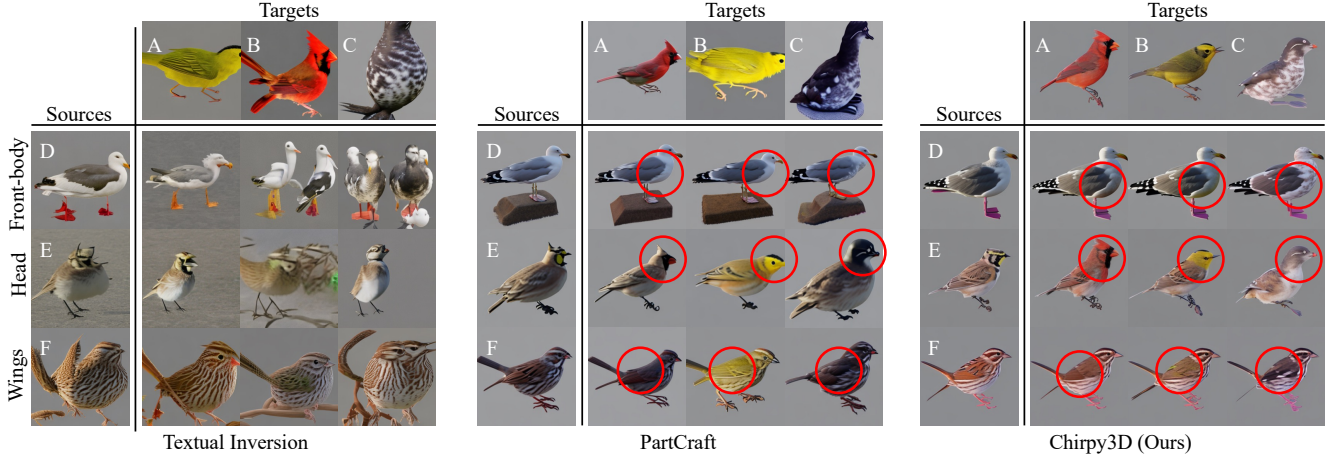 Targets
A B C
Sources
Front-body
D
Head
E
Wings
F
Textual Inversion
Targets
A B C
Sources
D
E
F
PartCraft
Targets
A B C
Sources
D
E
F
Chirpy3D (Ours)